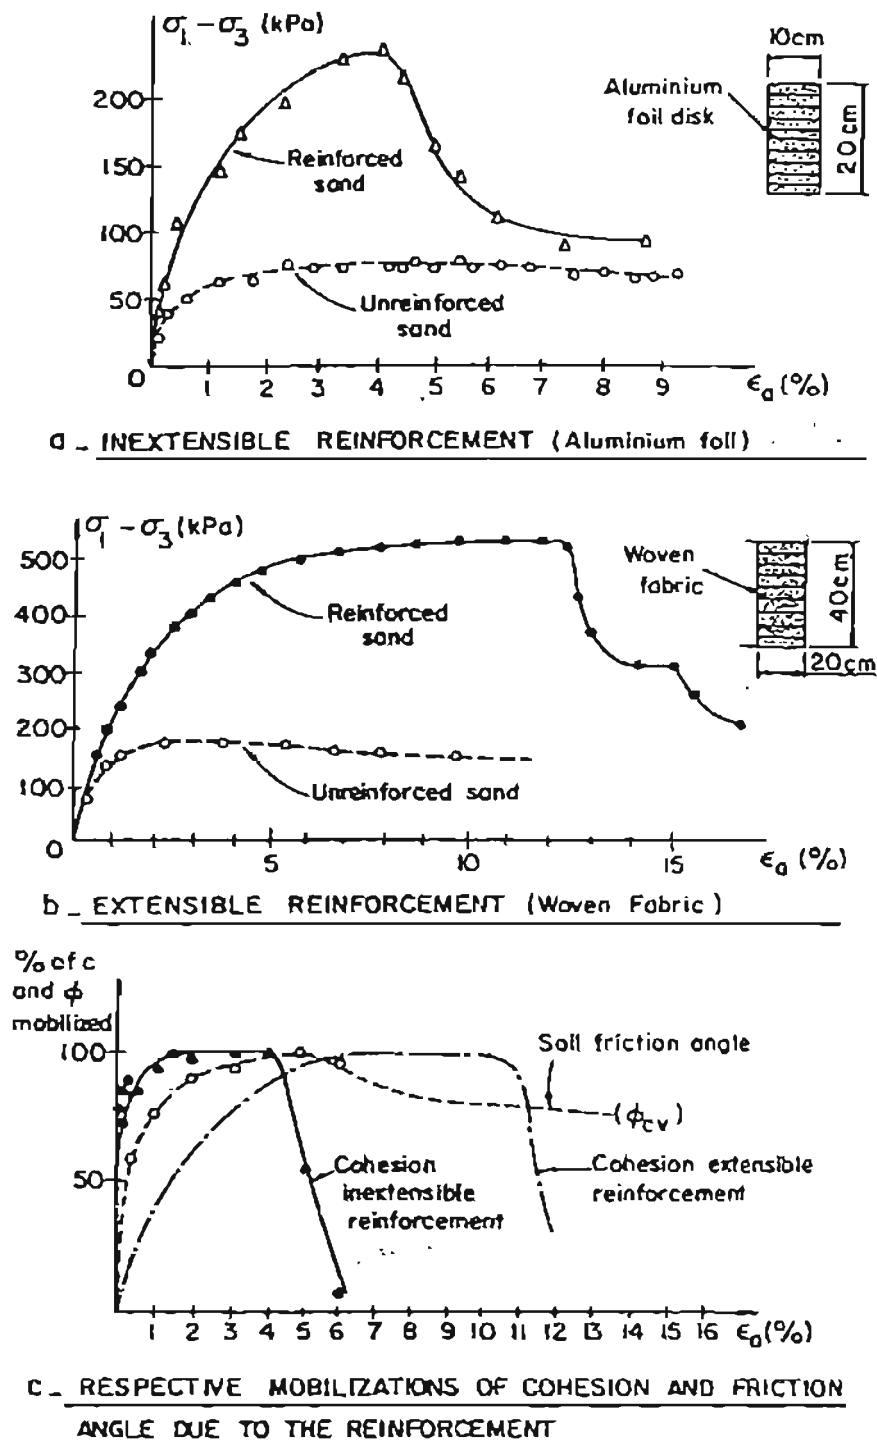 σ₁ – σ₃ (kPa)
10cm
Aluminium
foil disk
20cm
200
150
100
50
0
Reinforced
sand
Unreinforced
sand
1 2 3 4 5 6 7 8 9 ϵₐ (%)
a - INEXTENSIBLE REINFORCEMENT (Aluminium foil)
σ₁ – σ₃ (kPa)
500
400
300
200
100
0
Woven
fabric
40cm
20cm
Reinforced
sand
Unreinforced sand
5 10 15 ϵₐ (%)
b - EXTENSIBLE REINFORCEMENT (Woven Fabric)
% of c
and ϕ
mobilized
100
50
Soil friction angle
(ϕcv)
Cohesion
inextensible
reinforcement
Cohesion extensible
reinforcement
1 2 3 4 5 6 7 8 9 10 11 12 13 14 15 16 ϵₐ(%)
c - RESPECTIVE MOBILIZATIONS OF COHESION AND FRICTION
ANGLE DUE TO THE REINFORCEMENT